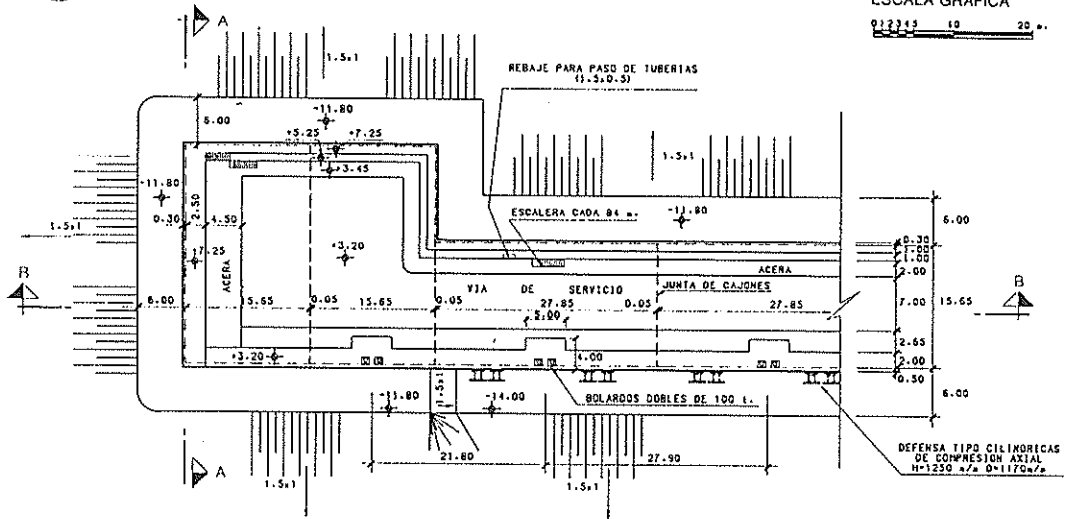 ESCALA GRAFICA
0 1 2 3 4 5 10 20 m.
A
1.5:1
REBAJE PARA PASO DE TUBERIAS
(1.5x0.5)
-11.80
6.00
+5.25
+7.25
+3.45
1.5:1
-11.80
2.50
0.30
4.50
ESCALERA CADA 84 m.
-11.80
6.00
1.5:1
+7.25
+3.20
0.30
1.00
1.00
2.00
ACERA
ACERA
B
VIA DE SERVICIO
JUNTA DE CAJONES
B
6.00
15.65
0.05
15.65
0.05
27.85
0.05
27.85
7.00
15.65
5.00
+3.20
4.00
2.65
2.00
0.50
1.5:1
BOLARDOS DOBLES DE 100 t.
6.00
-14.00
21.80
27.90
DEFENSA TIPO CILINDRICAS
DE COMPRESION AXIAL
A
1.5:1
1.5:1